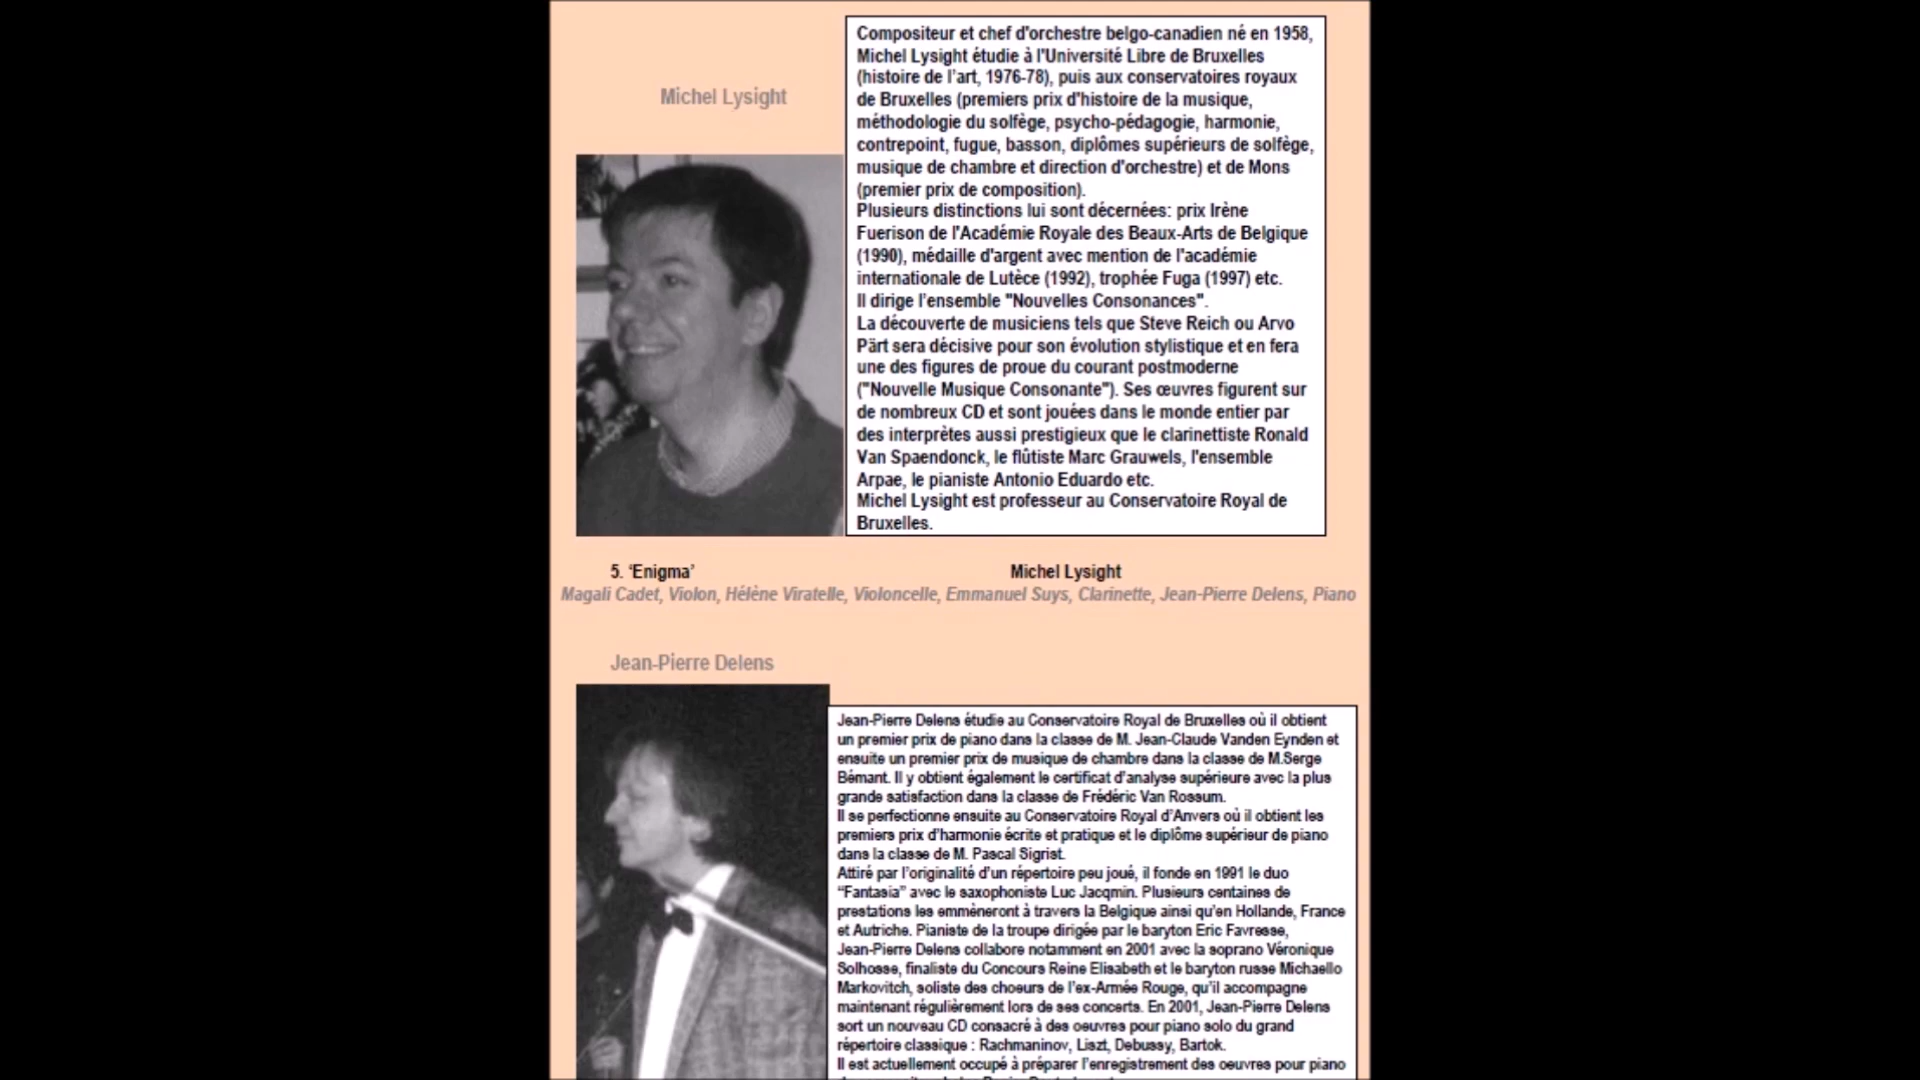 Michel Lysight
Compositeur et chef d'orchestre belgo-canadien né en 1958,
Michel Lysight étudie à l'Université Libre de Bruxelles
(histoire de l'art, 1976-78), puis aux conservatoires royaux
de Bruxelles (premiers prix d'histoire de la musique,
méthodologie du solfège, psycho-pédagogie, harmonie,
contrepoint, fugue, basson, diplômes supérieurs de solfège,
musique de chambre et direction d'orchestre) et de Mons
(premier prix de composition).
Plusieurs distinctions lui sont décernées: prix Irène
Fuerison de l'Académie Royale des Beaux-Arts de Belgique
(1990), médaille d'argent avec mention de l'académie
internationale de Lutèce (1992), trophée Fuga (1997) etc.
Il dirige l'ensemble "Nouvelles Consonances".
La découverte de musiciens tels que Steve Reich ou Arvo
Pärt sera décisive pour son évolution stylistique et en fera
une des figures de proue du courant postmoderne
("Nouvelle Musique Consonante"). Ses œuvres figurent sur
de nombreux CD et sont jouées dans le monde entier par
des interprètes aussi prestigieux que le clarinettiste Ronald
Van Spaendonck, le flûtiste Marc Grauwels, l'ensemble
Arpae, le pianiste Antonio Eduardo etc.
Michel Lysight est professeur au Conservatoire Royal de
Bruxelles.
5. ‘Enigma’ Michel Lysight
Magali Cadet, Violon, Hélène Viratelle, Violoncelle, Emmanuel Suys, Clarinette, Jean-Pierre Delens, Piano
Jean-Pierre Delens
Jean-Pierre Delens étudie au Conservatoire Royal de Bruxelles où il obtient
un premier prix de piano dans la classe de M. Jean-Claude Vanden Eynden et
ensuite un premier prix de musique de chambre dans la classe de M.Serge
Bémant. Il y obtient également le certificat d'analyse supérieure avec la plus
grande satisfaction dans la classe de Frédéric Van Rossum.
Il se perfectionne ensuite au Conservatoire Royal d'Anvers où il obtient les
premiers prix d'harmonie écrite et pratique et le diplôme supérieur de piano
dans la classe de M. Pascal Sigrist.
Attiré par l'originalité d'un répertoire peu joué, il fonde en 1991 le duo
“Fantasia” avec le saxophoniste Luc Jacqmin. Plusieurs centaines de
prestations les emmèneront à travers la Belgique ainsi qu'en Hollande, France
et Autriche. Pianiste de la troupe dirigée par le baryton Eric Favresse,
Jean-Pierre Delens collabore notamment en 2001 avec la soprano Véronique
Solhosse, finaliste du Concours Reine Elisabeth et le baryton russe Michaello
Markovitch, soliste des choeurs de l'ex-Armée Rouge, qu'il accompagne
maintenant régulièrement lors de ses concerts. En 2001, Jean-Pierre Delens
sort un nouveau CD consacré à des oeuvres pour piano solo du grand
répertoire classique : Rachmaninov, Liszt, Debussy, Bartok.
Il est actuellement occupé à préparer l'enregistrement des oeuvres pour piano